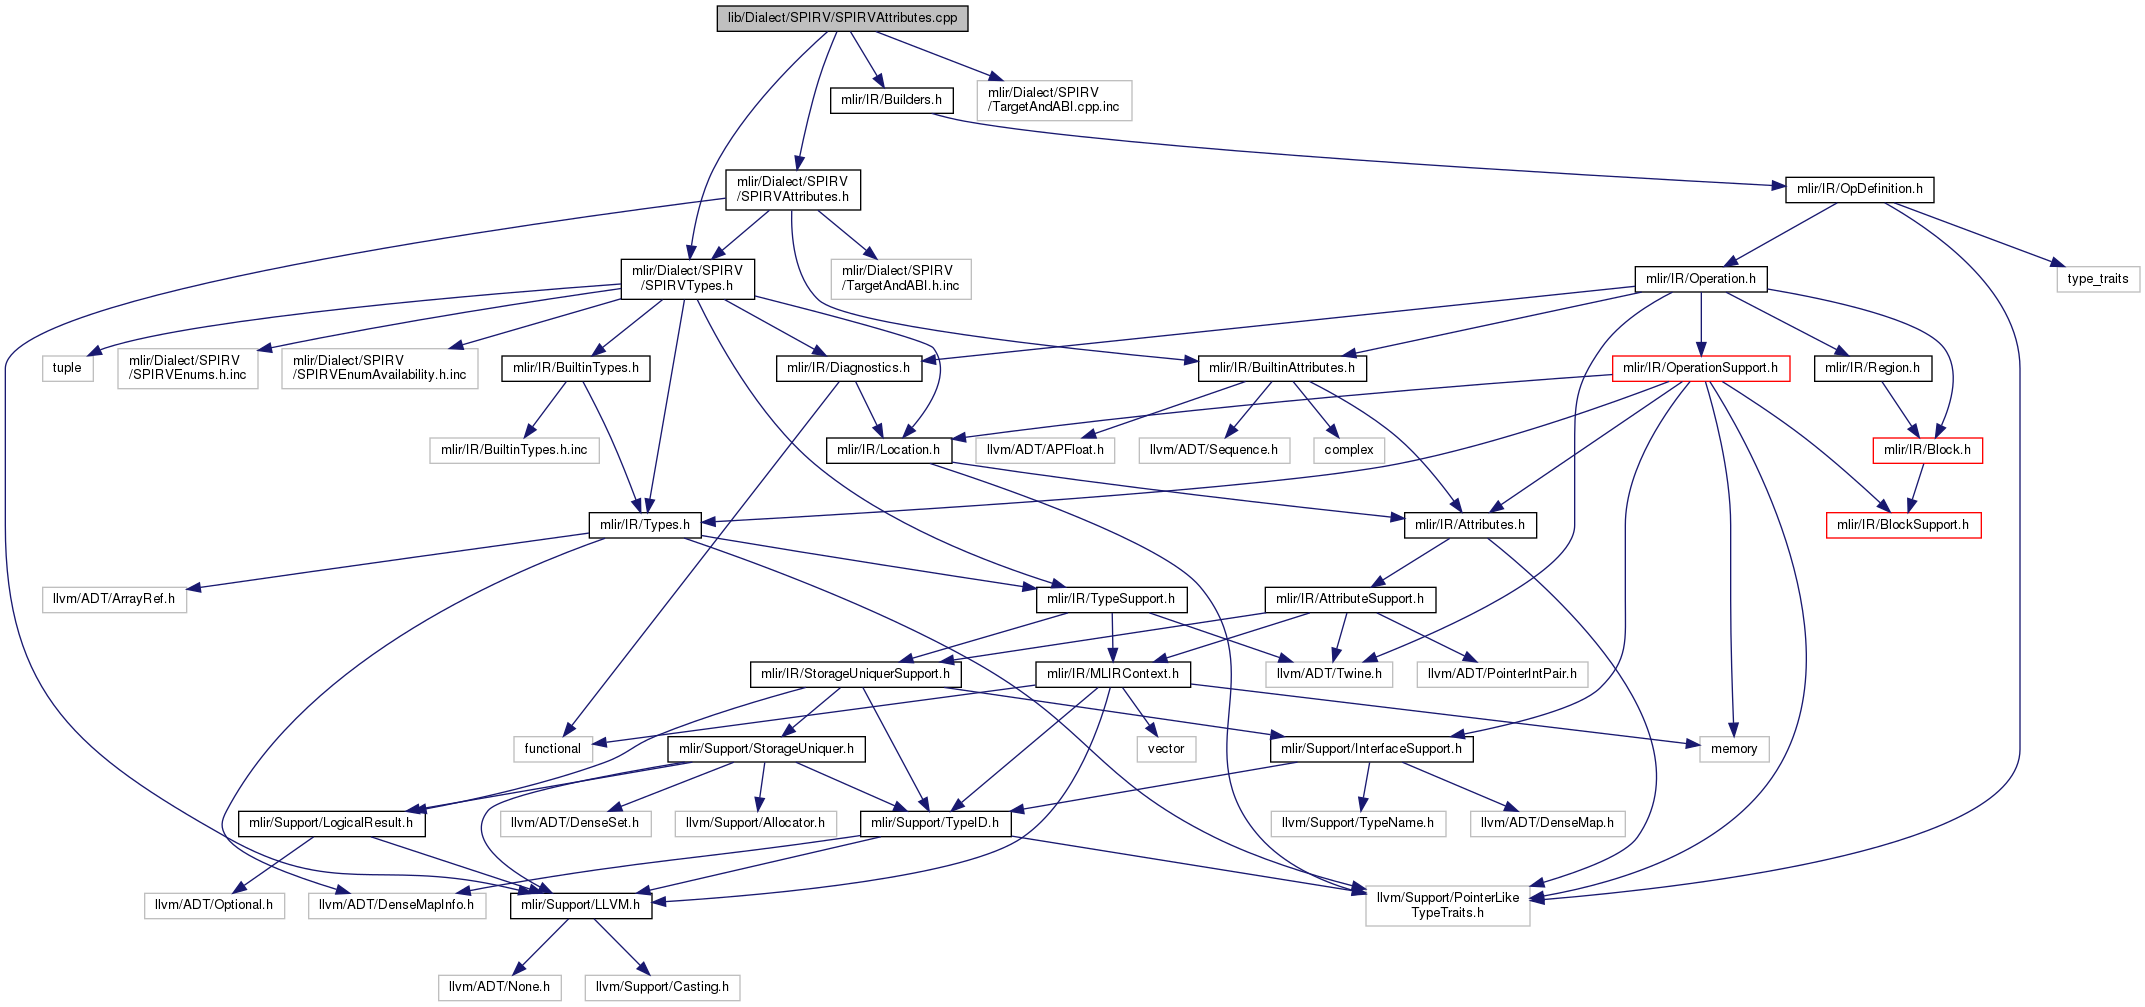 lib/Dialect/SPIRV/SPIRVAttributes.cpp
mlir/IR/Builders.h
mlir/Dialect/SPIRV
/TargetAndABI.cpp.inc
mlir/Dialect/SPIRV
/SPIRVAttributes.h
mlir/IR/OpDefinition.h
mlir/Dialect/SPIRV
/SPIRVTypes.h
mlir/Dialect/SPIRV
/TargetAndABI.h.inc
mlir/IR/Operation.h
type_traits
tuple
mlir/Dialect/SPIRV
/SPIRVEnums.h.inc
mlir/Dialect/SPIRV
/SPIRVEnumAvailability.h.inc
mlir/IR/BuiltinTypes.h
mlir/IR/Diagnostics.h
mlir/IR/BuiltinAttributes.h
mlir/IR/OperationSupport.h
mlir/IR/Region.h
mlir/IR/BuiltinTypes.h.inc
mlir/IR/Location.h
llvm/ADT/APFloat.h
llvm/ADT/Sequence.h
complex
mlir/IR/Block.h
mlir/IR/Types.h
mlir/IR/Attributes.h
mlir/IR/BlockSupport.h
llvm/ADT/ArrayRef.h
mlir/IR/TypeSupport.h
mlir/IR/AttributeSupport.h
mlir/IR/StorageUniquerSupport.h
mlir/IR/MLIRContext.h
llvm/ADT/Twine.h
llvm/ADT/PointerIntPair.h
functional
mlir/Support/StorageUniquer.h
vector
mlir/Support/InterfaceSupport.h
memory
mlir/Support/LogicalResult.h
llvm/ADT/DenseSet.h
llvm/Support/Allocator.h
mlir/Support/TypeID.h
llvm/Support/TypeName.h
llvm/ADT/DenseMap.h
llvm/ADT/Optional.h
llvm/ADT/DenseMapInfo.h
mlir/Support/LLVM.h
llvm/Support/PointerLike
TypeTraits.h
llvm/ADT/None.h
llvm/Support/Casting.h